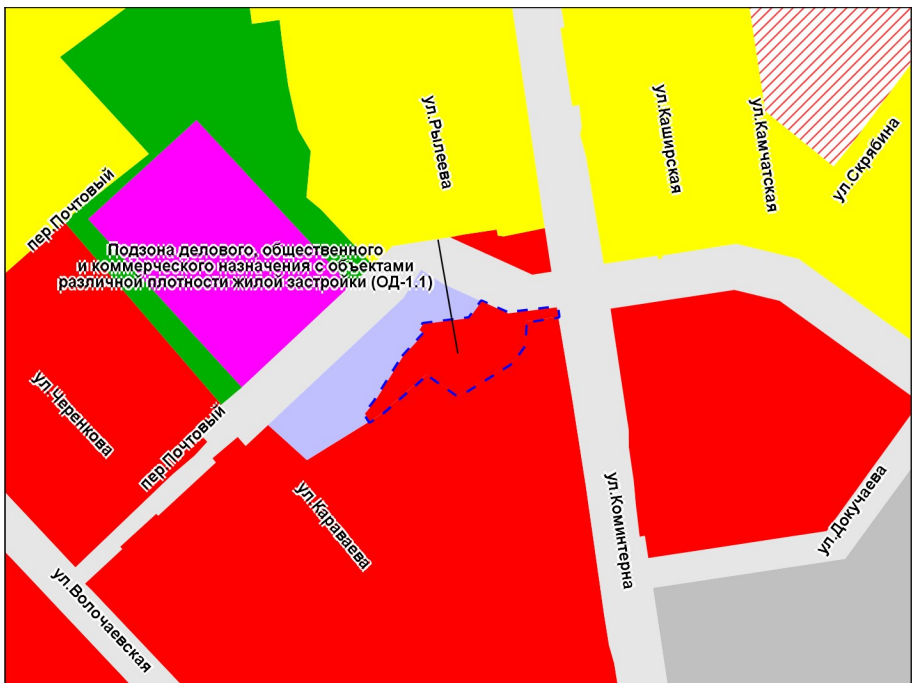 ул.Рылеева
ул.Каширская
ул.Камчатская
ул.Скрябина
пер.Почтовый
Подзона делового, общественного
и коммерческого назначения с объектами
различной плотности жилой застройки (ОД-1.1)
ул.Черенкова
пер.Почтовый
ул.Караваева
ул.Коминтерна
ул.Докучаева
ул.Волочаевская